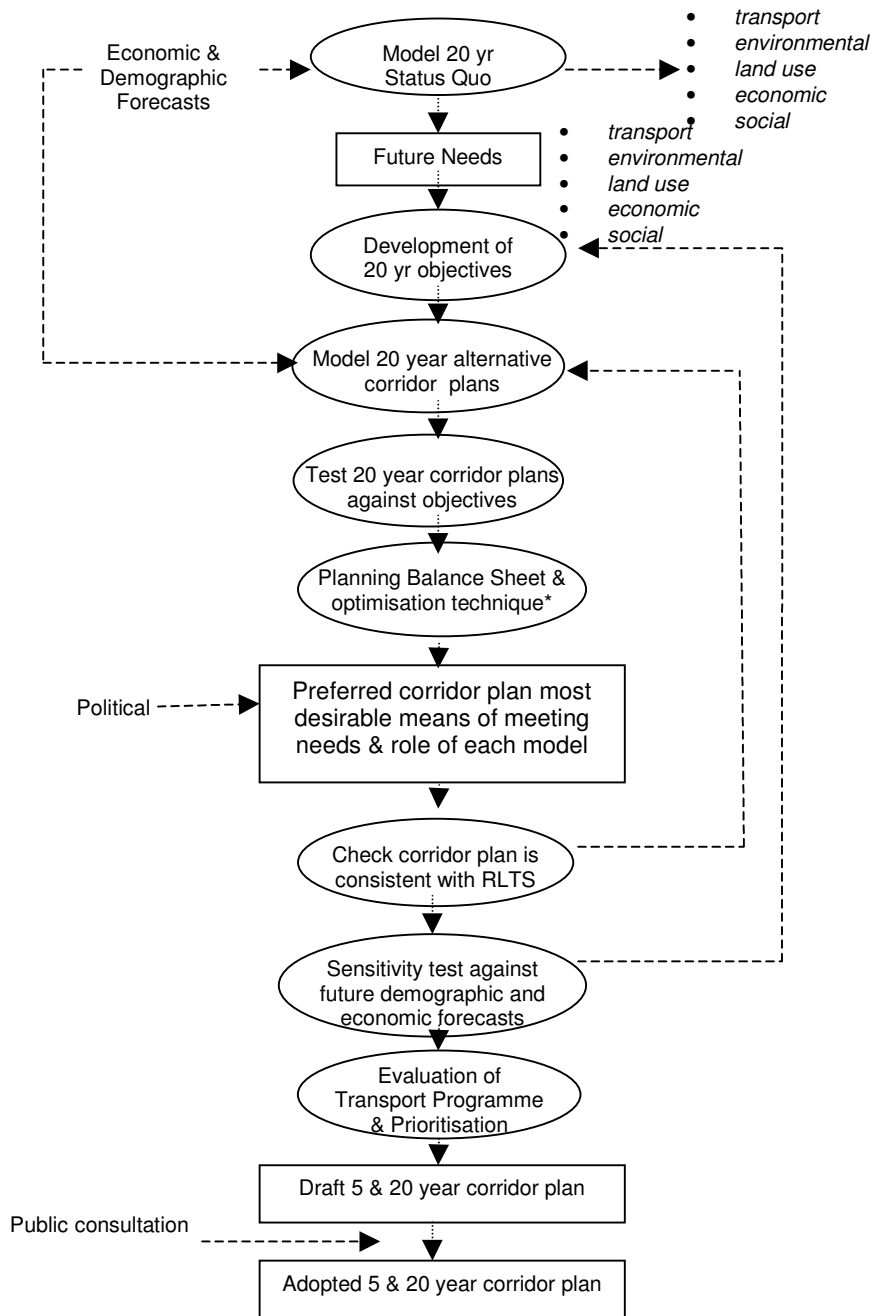 Economic &
Demographic
Forecasts
Model 20 yr
Status Quo
• transport
• environmental
• land use
• economic
• social
Future Needs
• transport
• environmental
• land use
• economic
• social
Development of
20 yr objectives
Model 20 year alternative
corridor plans
Test 20 year corridor plans
against objectives
Planning Balance Sheet &
optimisation technique*
Political
Preferred corridor plan most
desirable means of meeting
needs & role of each model
Check corridor plan is
consistent with RLTS
Sensitivity test against
future demographic and
economic forecasts
Evaluation of
Transport Programme
& Prioritisation
Draft 5 & 20 year corridor plan
Public consultation
Adopted 5 & 20 year corridor plan